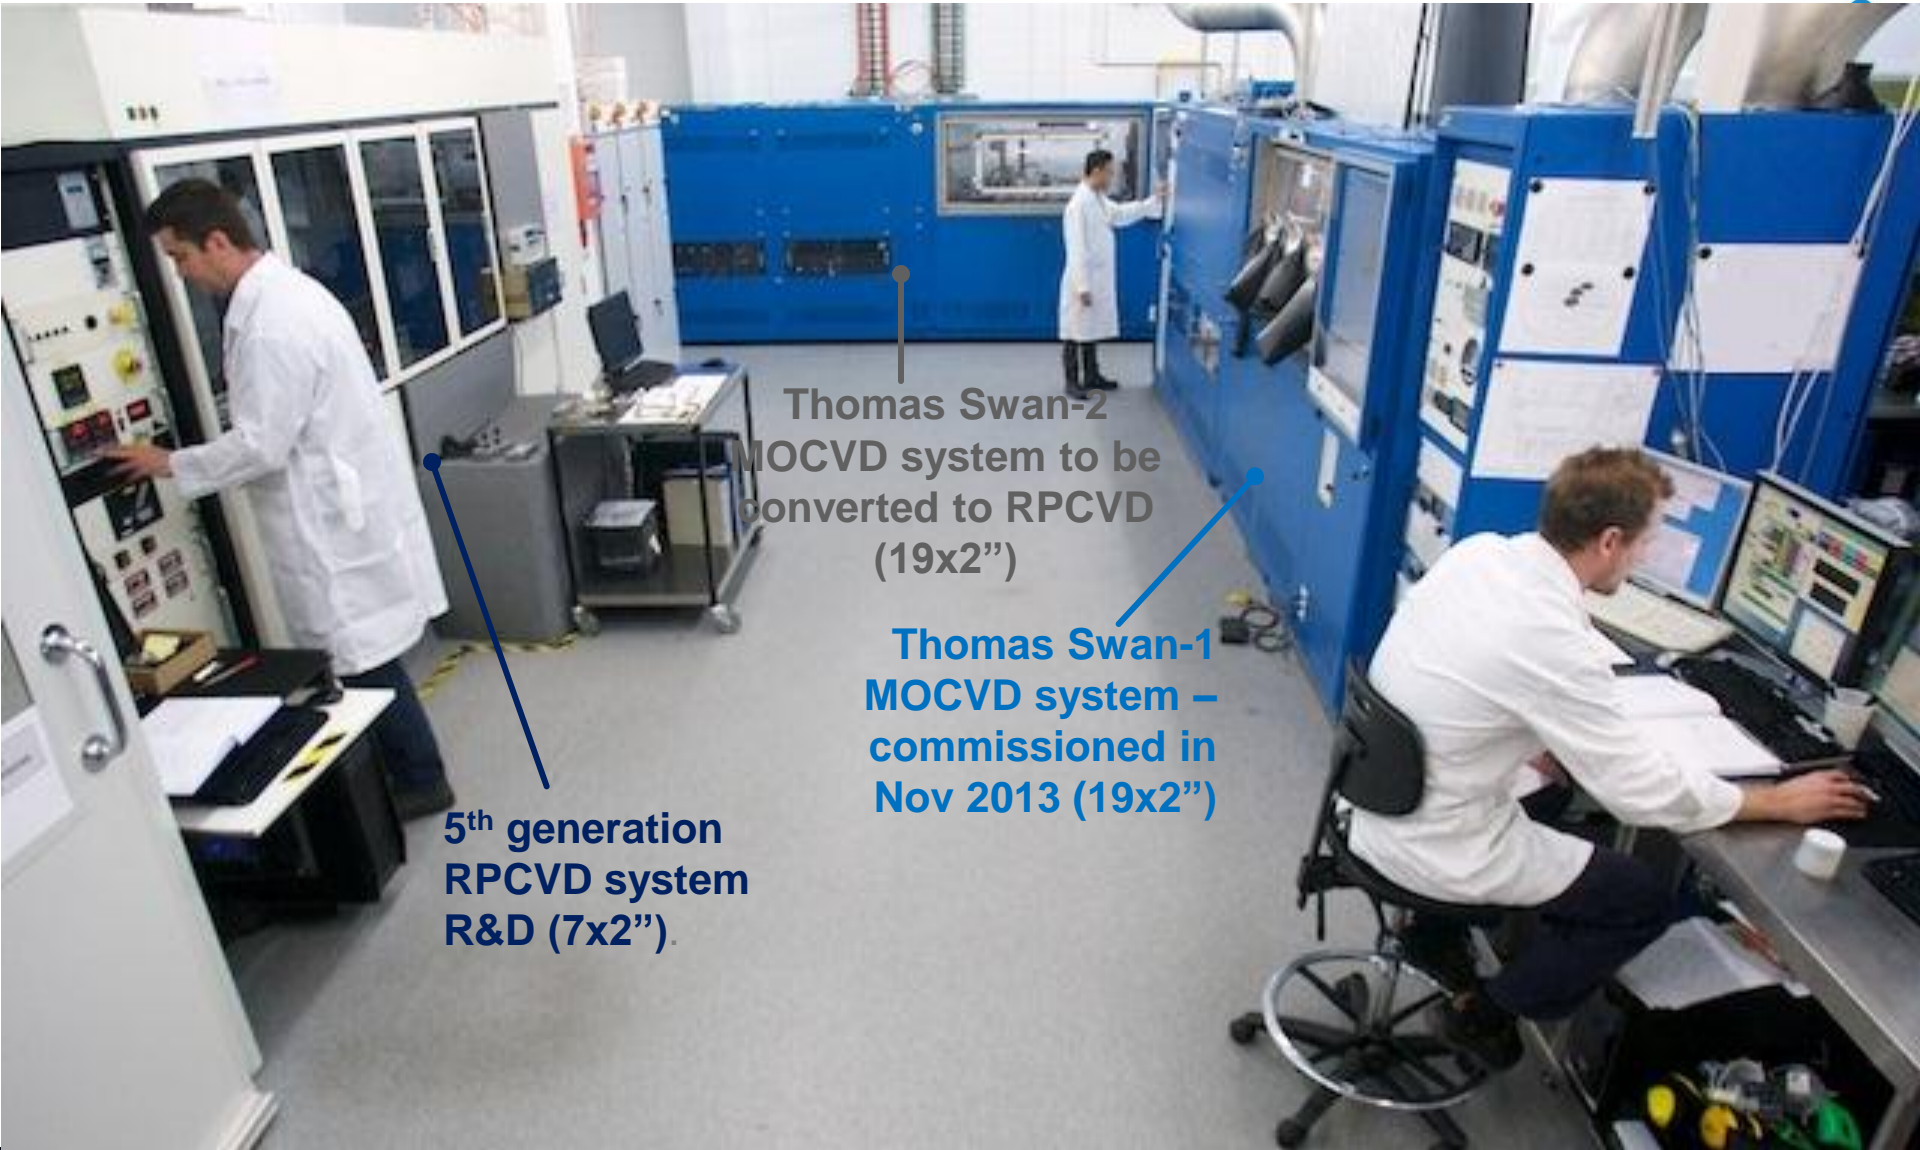 Thomas Swan-2
MOCVD system to be
converted to RPCVD
(19x2”)
Thomas Swan-1
MOCVD system –
commissioned in
Nov 2013 (19x2”)
5th generation
RPCVD system
R&D (7x2”).